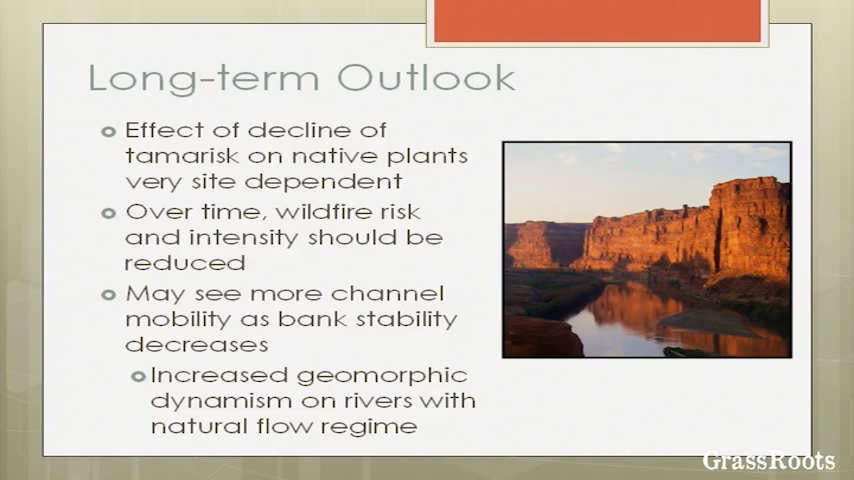 Long-term Outlook
Effect of decline of
tamarisk on native plants
very site dependent
Over time, wildfire risk
and intensity should be
reduced
May see more channel
mobility as bank stability
decreases
Increased geomorphic
dynamism on rivers with
natural flow regime
GrassRoots